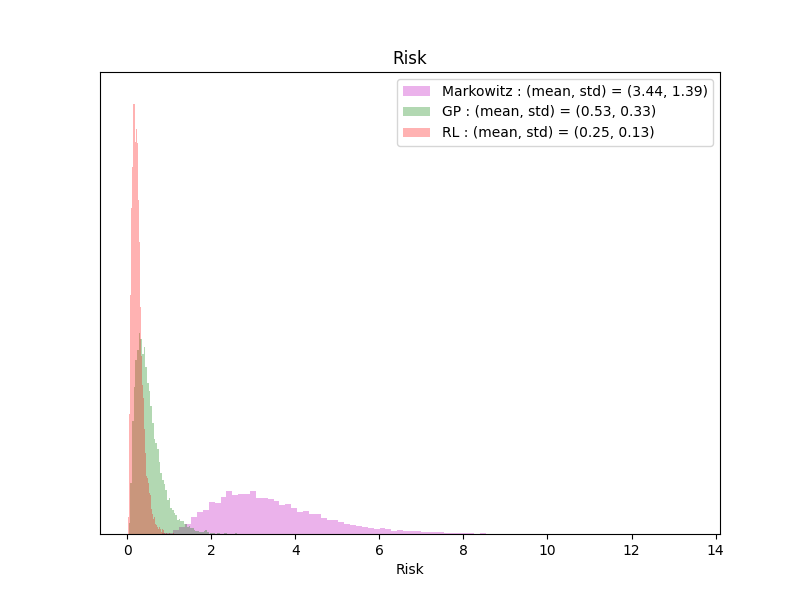 Risk
Markowitz : (mean, std) = (3.44, 1.39)
GP : (mean, std) = (0.53, 0.33)
RL : (mean, std) = (0.25, 0.13)
0 2 4 6 8 10 12 14
Risk